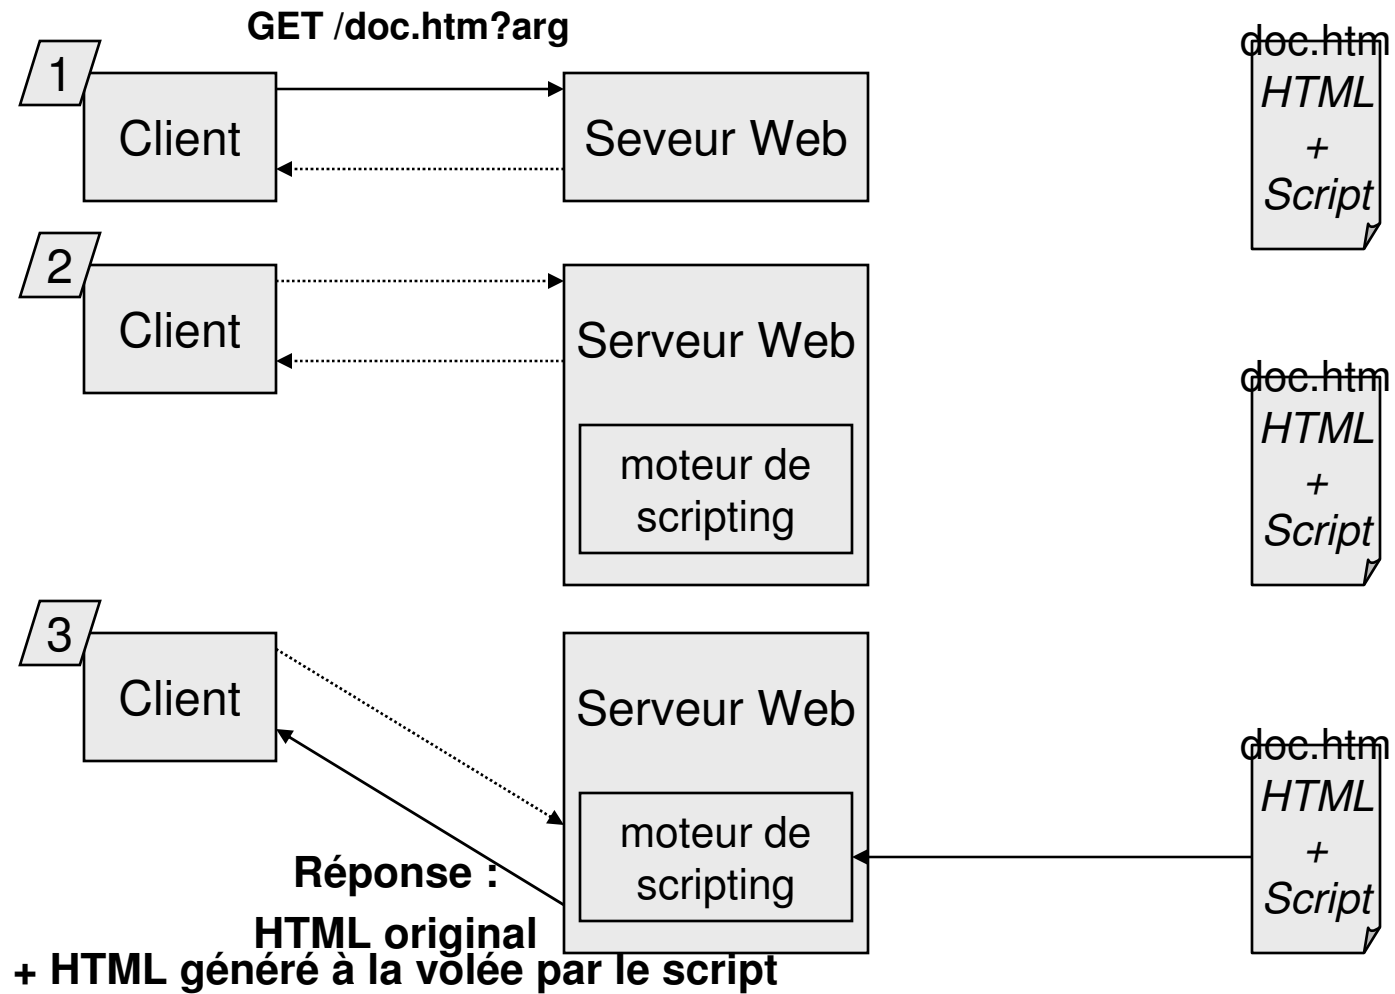 GET /doc.htm?arg
1
Client
Seveur Web
doc.htm
HTML
+
Script
2
Client
Serveur Web
moteur de
scripting
doc.htm
HTML
+
Script
3
Client
Serveur Web
moteur de
scripting
doc.htm
HTML
+
Script
Réponse :
HTML original
+ HTML généré à la volée par le script